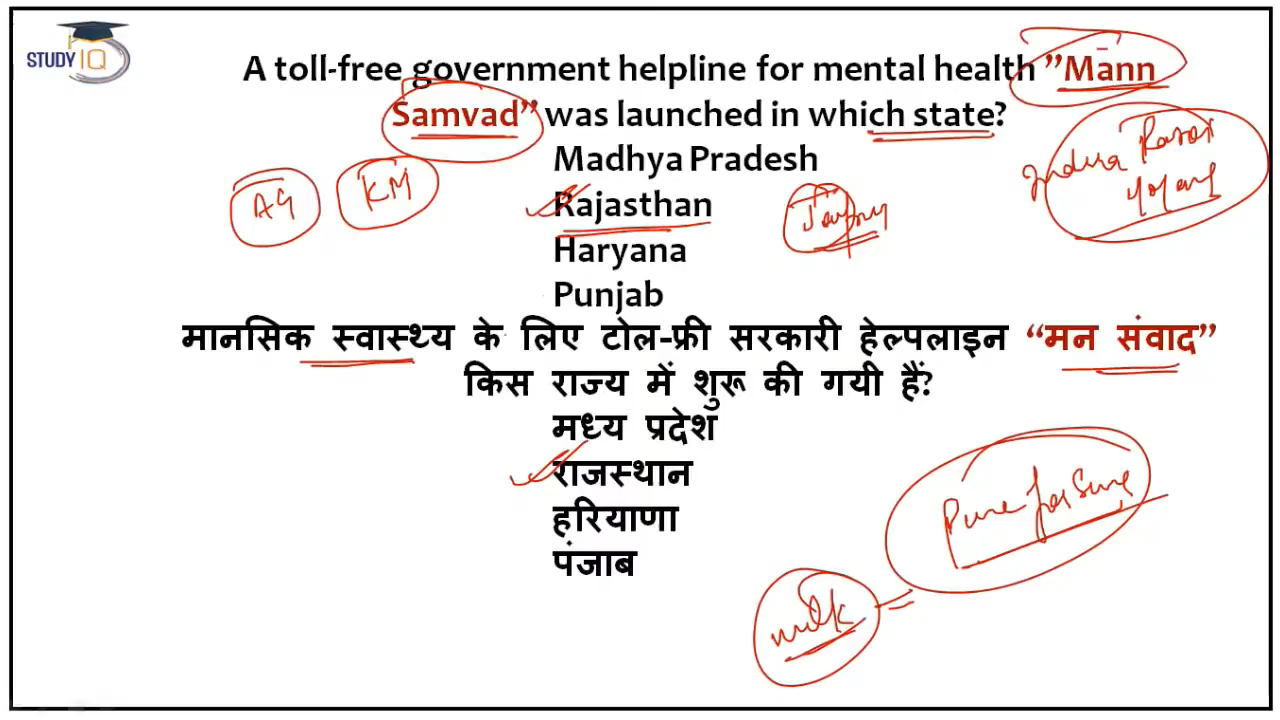 STUDY IQ
A toll-free government helpline for mental health ”Mann
Samvad” was launched in which state?
Madhya Pradesh
Rajasthan
Haryana
Punjab
AG
KM
Indira Rasoi
Yojana
मानसिक स्वास्थ्य के लिए टोल-फ्री सरकारी हेल्पलाइन “मन संवाद”
किस राज्य में शुरू की गयी हैं?
मध्य प्रदेश
राजस्थान
हरियाणा
पंजाब
Pure for Sure
milk =